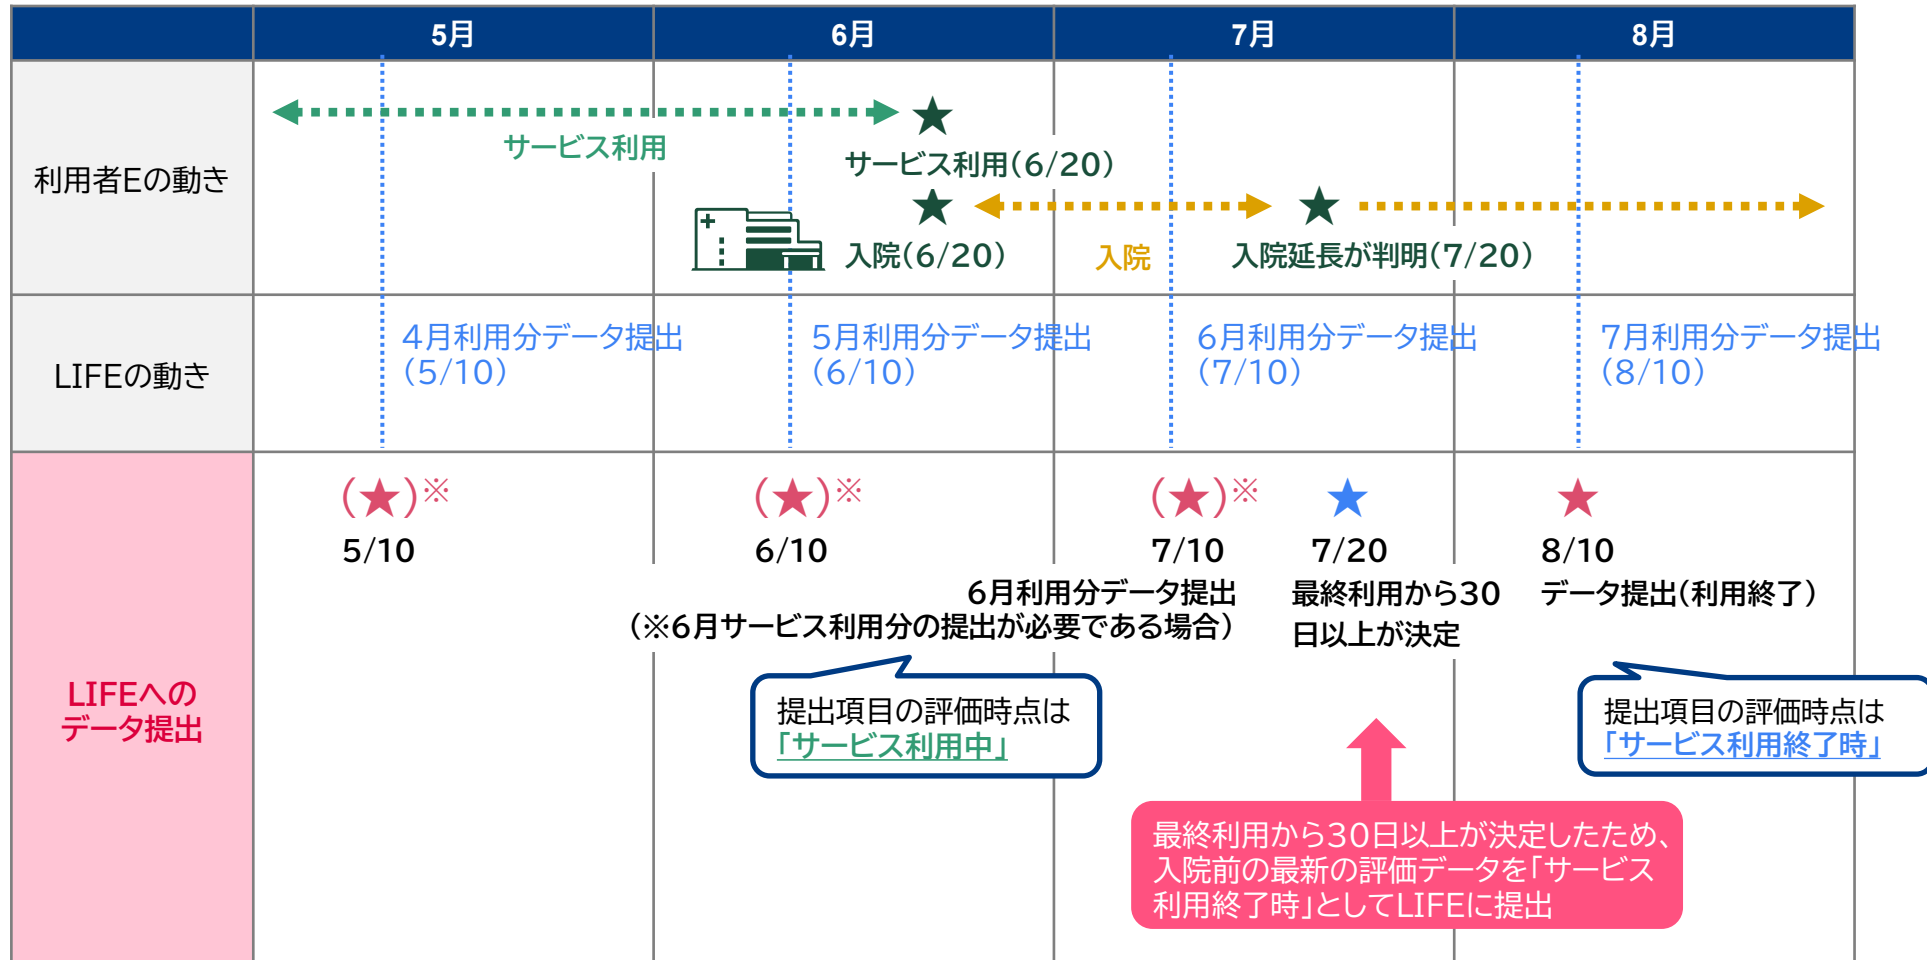 5月
6月
7月
8月
利用者Eの動き
サービス利用
サービス利用(6/20)
入院(6/20)
入院
入院延長が判明(7/20)
LIFEの動き
4月利用分データ提出
(5/10)
5月利用分データ提出
(6/10)
6月利用分データ提出
(7/10)
7月利用分データ提出
(8/10)
LIFEへの
データ提出
(★)※
5/10
(★)※
6/10
(★)※
7/10
6月利用分データ提出
(※6月サービス利用分の提出が必要である場合)
★
7/20
最終利用から30
日以上が決定
★
8/10
データ提出(利用終了)
提出項目の評価時点は
「サービス利用中」
提出項目の評価時点は
「サービス利用終了時」
最終利用から30日以上が決定したため、
入院前の最新の評価データを「サービス
利用終了時」としてLIFEに提出